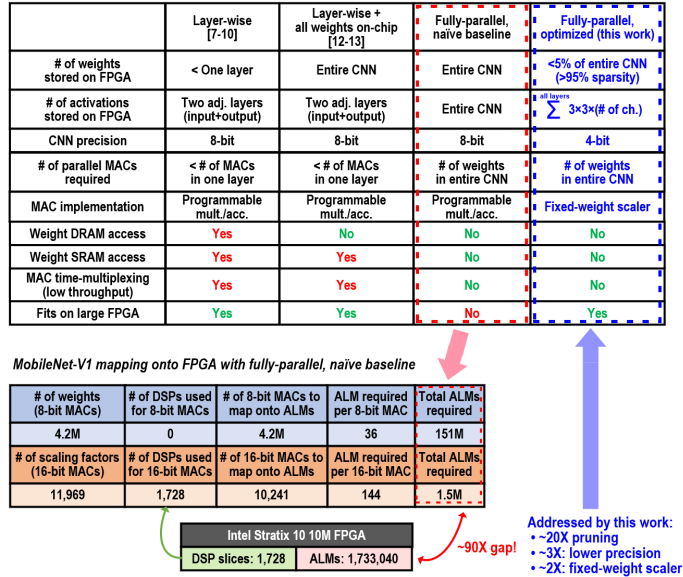 Layer-wise
[7-10]
Layer-wise +
all weights on-chip
[12-13]
Fully-parallel,
naïve baseline
Fully-parallel,
optimized (this work)
# of weights
stored on FPGA
< One layer
Entire CNN
Entire CNN
<5% of entire CNN
(>95% sparsity)
# of activations
stored on FPGA
Two adj. layers
(input+output)
Two adj. layers
(input+output)
Entire CNN
all layers
Σ 3×3×(# of ch.)
CNN precision
8-bit
8-bit
8-bit
4-bit
# of parallel MACs
required
< # of MACs
in one layer
< # of MACs
in one layer
# of weights
in entire CNN
# of weights
in entire CNN
MAC implementation
Programmable
mult./acc.
Programmable
mult./acc.
Programmable
mult./acc.
Fixed-weight scaler
Weight DRAM access
Yes
No
No
No
Weight SRAM access
Yes
Yes
No
No
MAC time-multiplexing
(low throughput)
Yes
Yes
No
No
Fits on large FPGA
Yes
Yes
No
Yes
MobileNet-V1 mapping onto FPGA with fully-parallel, naïve baseline
# of weights
(8-bit MACs)
# of DSPs used
for 8-bit MACs
# of 8-bit MACs to
map onto ALMs
ALM required
per 8-bit MAC
Total ALMs
required
4.2M
0
4.2M
36
151M
# of scaling factors
(16-bit MACs)
# of DSPs used
for 16-bit MACs
# of 16-bit MACs to
map onto ALMs
ALM required
per 16-bit MAC
Total ALMs
required
11,969
1,728
10,241
144
1.5M
Intel Stratix 10 10M FPGA
DSP slices: 1,728
ALMs: 1,733,040
~90X gap!
Addressed by this work:
• ~20X pruning
• ~3X: lower precision
• ~2X: fixed-weight scaler